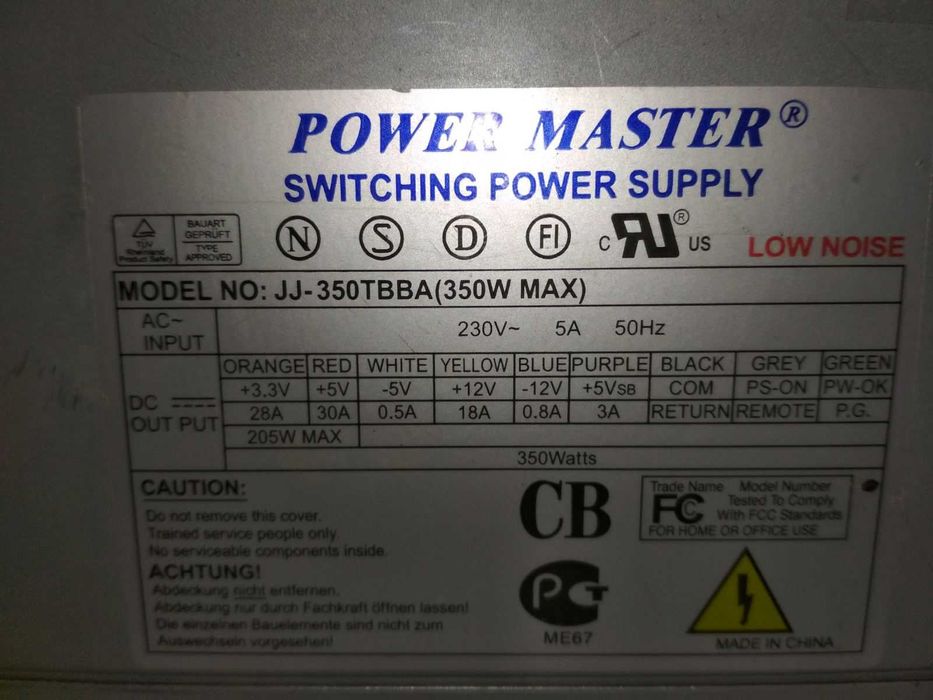 POWER MASTER®
SWITCHING POWER SUPPLY
TÜV Rheinland Product Safety
BAUART GEPRÜFT
TYPE APPROVED
N S D FI c RU ® US LOW NOISE
MODEL NO: JJ-350TBBA(350W MAX)
AC~ INPUT 230V~ 5A 50Hz
ORANGE RED WHITE YELLOW BLUE PURPLE BLACK GREY GREEN
+3.3V +5V -5V +12V -12V +5VSB COM PS-ON PW-OK
DC OUT PUT 28A 30A 0.5A 18A 0.8A 3A RETURN REMOTE P.G.
205W MAX
350Watts
CAUTION:
Do not remove this cover.
Trained service people only.
No serviceable components inside.
ACHTUNG!
Abdeckung nicht entfernen.
Abdeckung nur durch Fachkraft öffnen lassen!
Die einzelnen Bauelemente sind nicht zum
Auswechseln vorgesehen!
CB
Trade Name Model Number
FC Tested To Comply
With FCC Standards
FOR HOME OR OFFICE USE
PCT
ME67
MADE IN CHINA